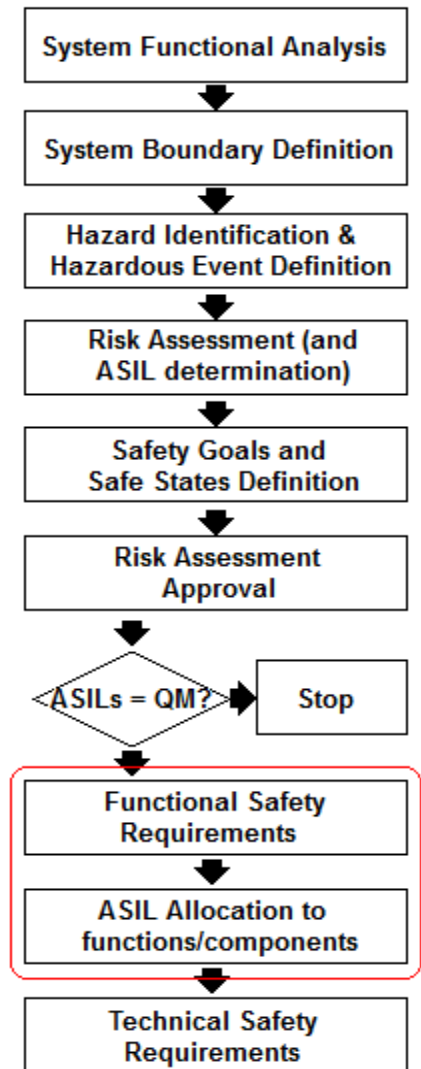 System Functional Analysis
System Boundary Definition
Hazard Identification &
Hazardous Event Definition
Risk Assessment (and
ASIL determination)
Safety Goals and
Safe States Definition
Risk Assessment
Approval
ASILs = QM?
Stop
Functional Safety
Requirements
ASIL Allocation to
functions/components
Technical Safety
Requirements